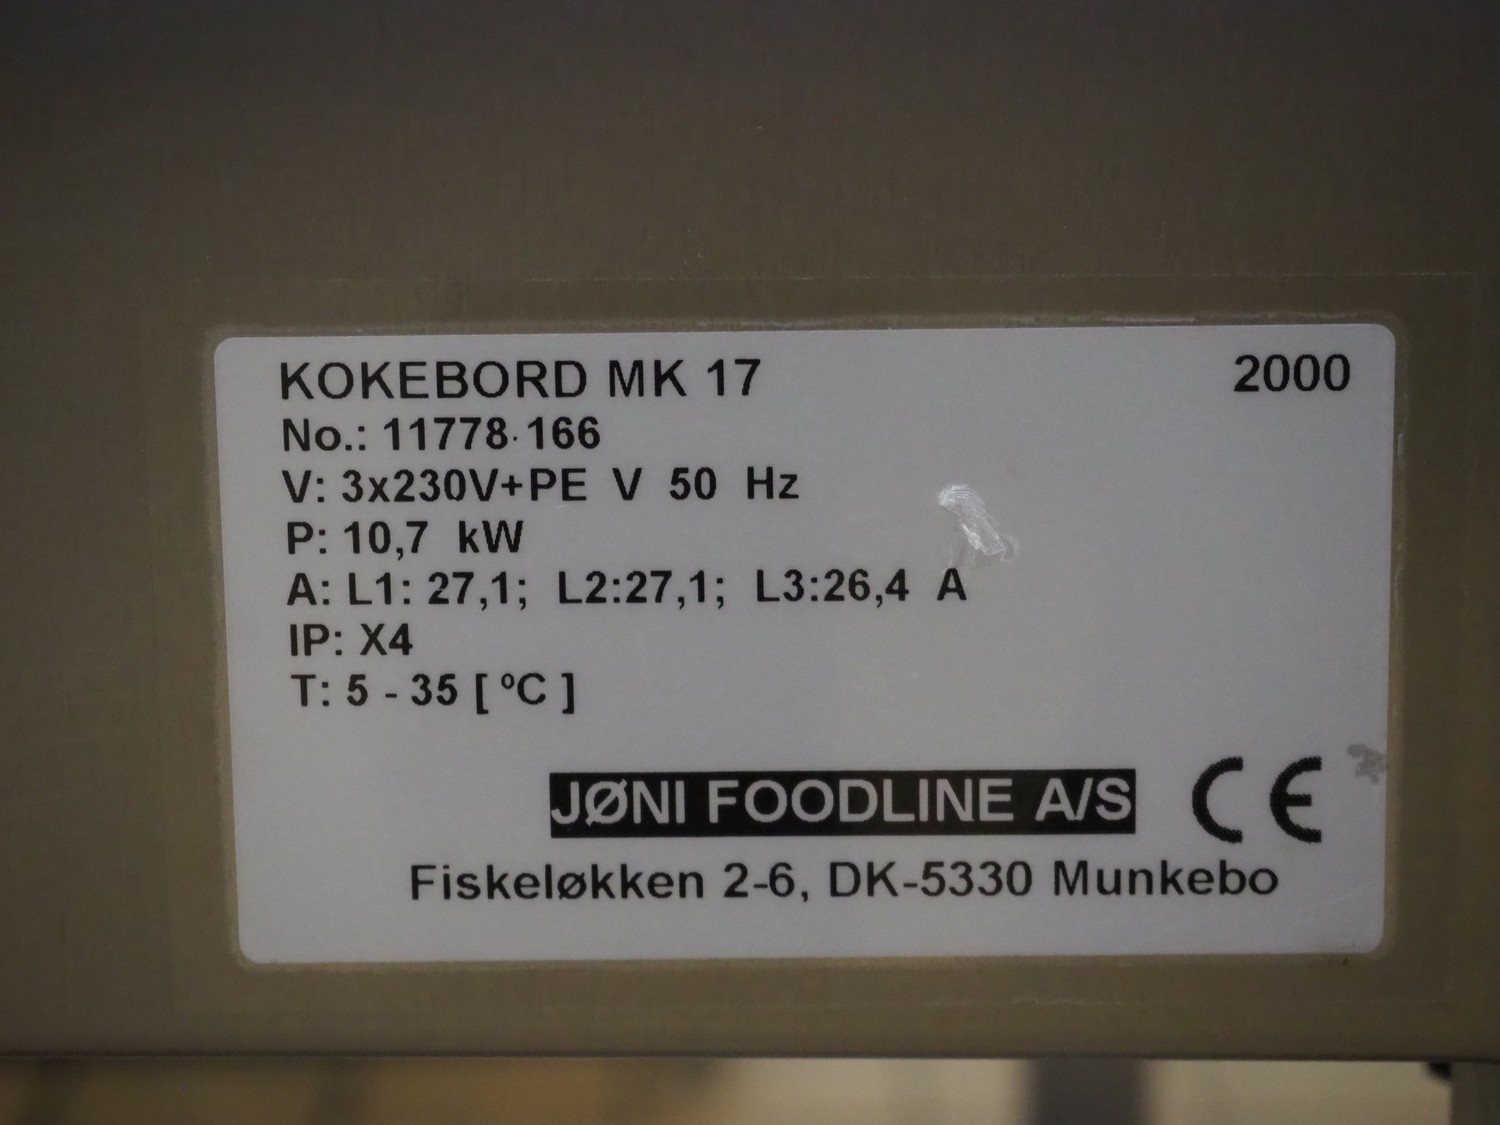 KOKEBORD MK 17 2000
No.: 11778-166
V: 3x230V+PE V 50 Hz
P: 10,7 kW
A: L1: 27,1; L2:27,1; L3:26,4 A
IP: X4
T: 5 - 35 [ ºC ]
JØNI FOODLINE A/S CE
Fiskeløkken 2-6, DK-5330 Munkebo